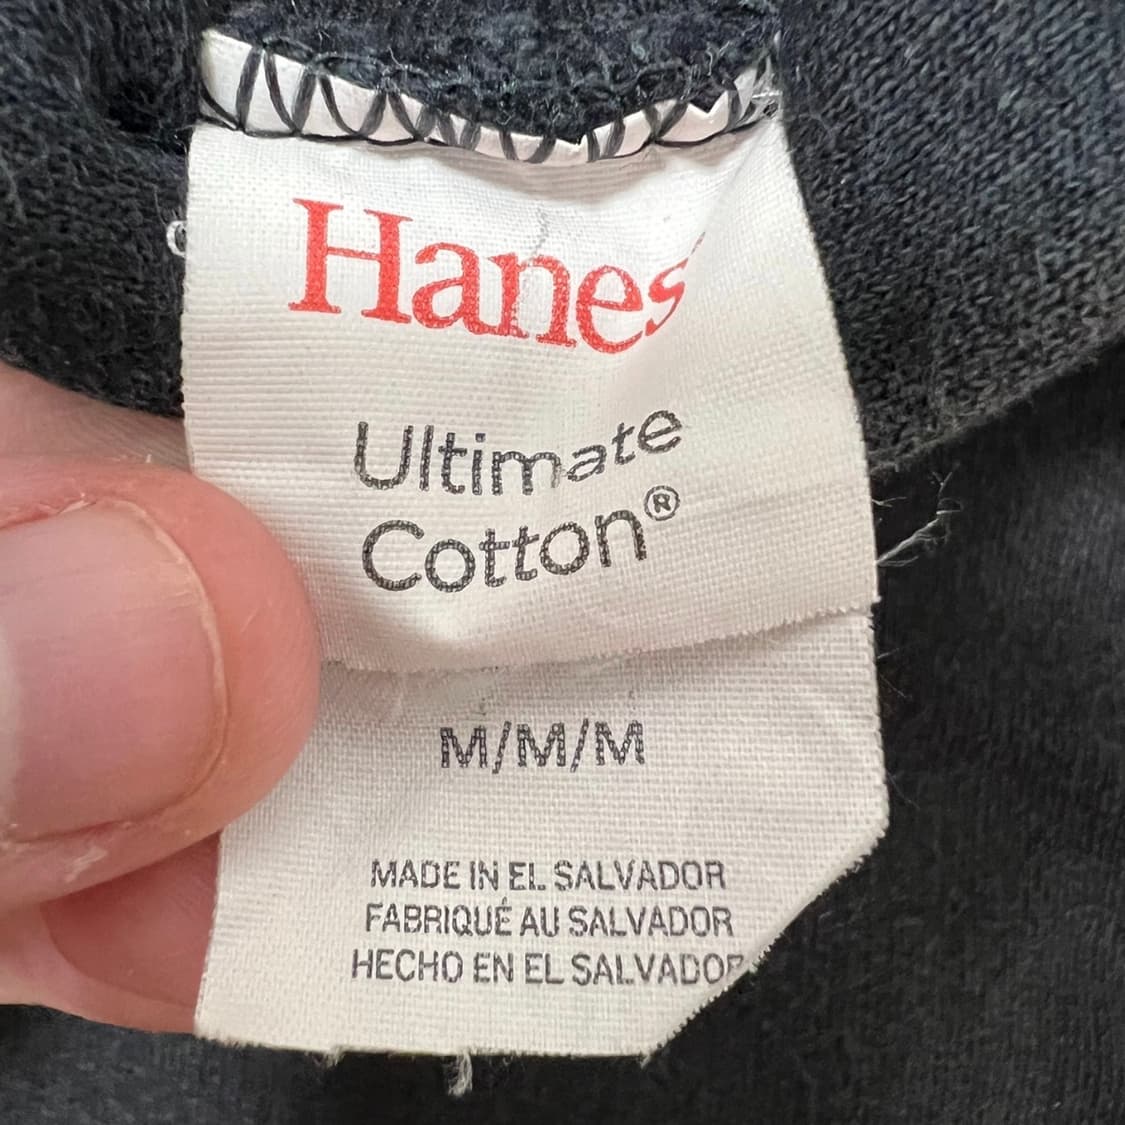 Hanes
Ultimate
Cotton®
M/M/M
MADE IN EL SALVADOR
FABRIQUÉ AU SALVADOR
HECHO EN EL SALVADOR